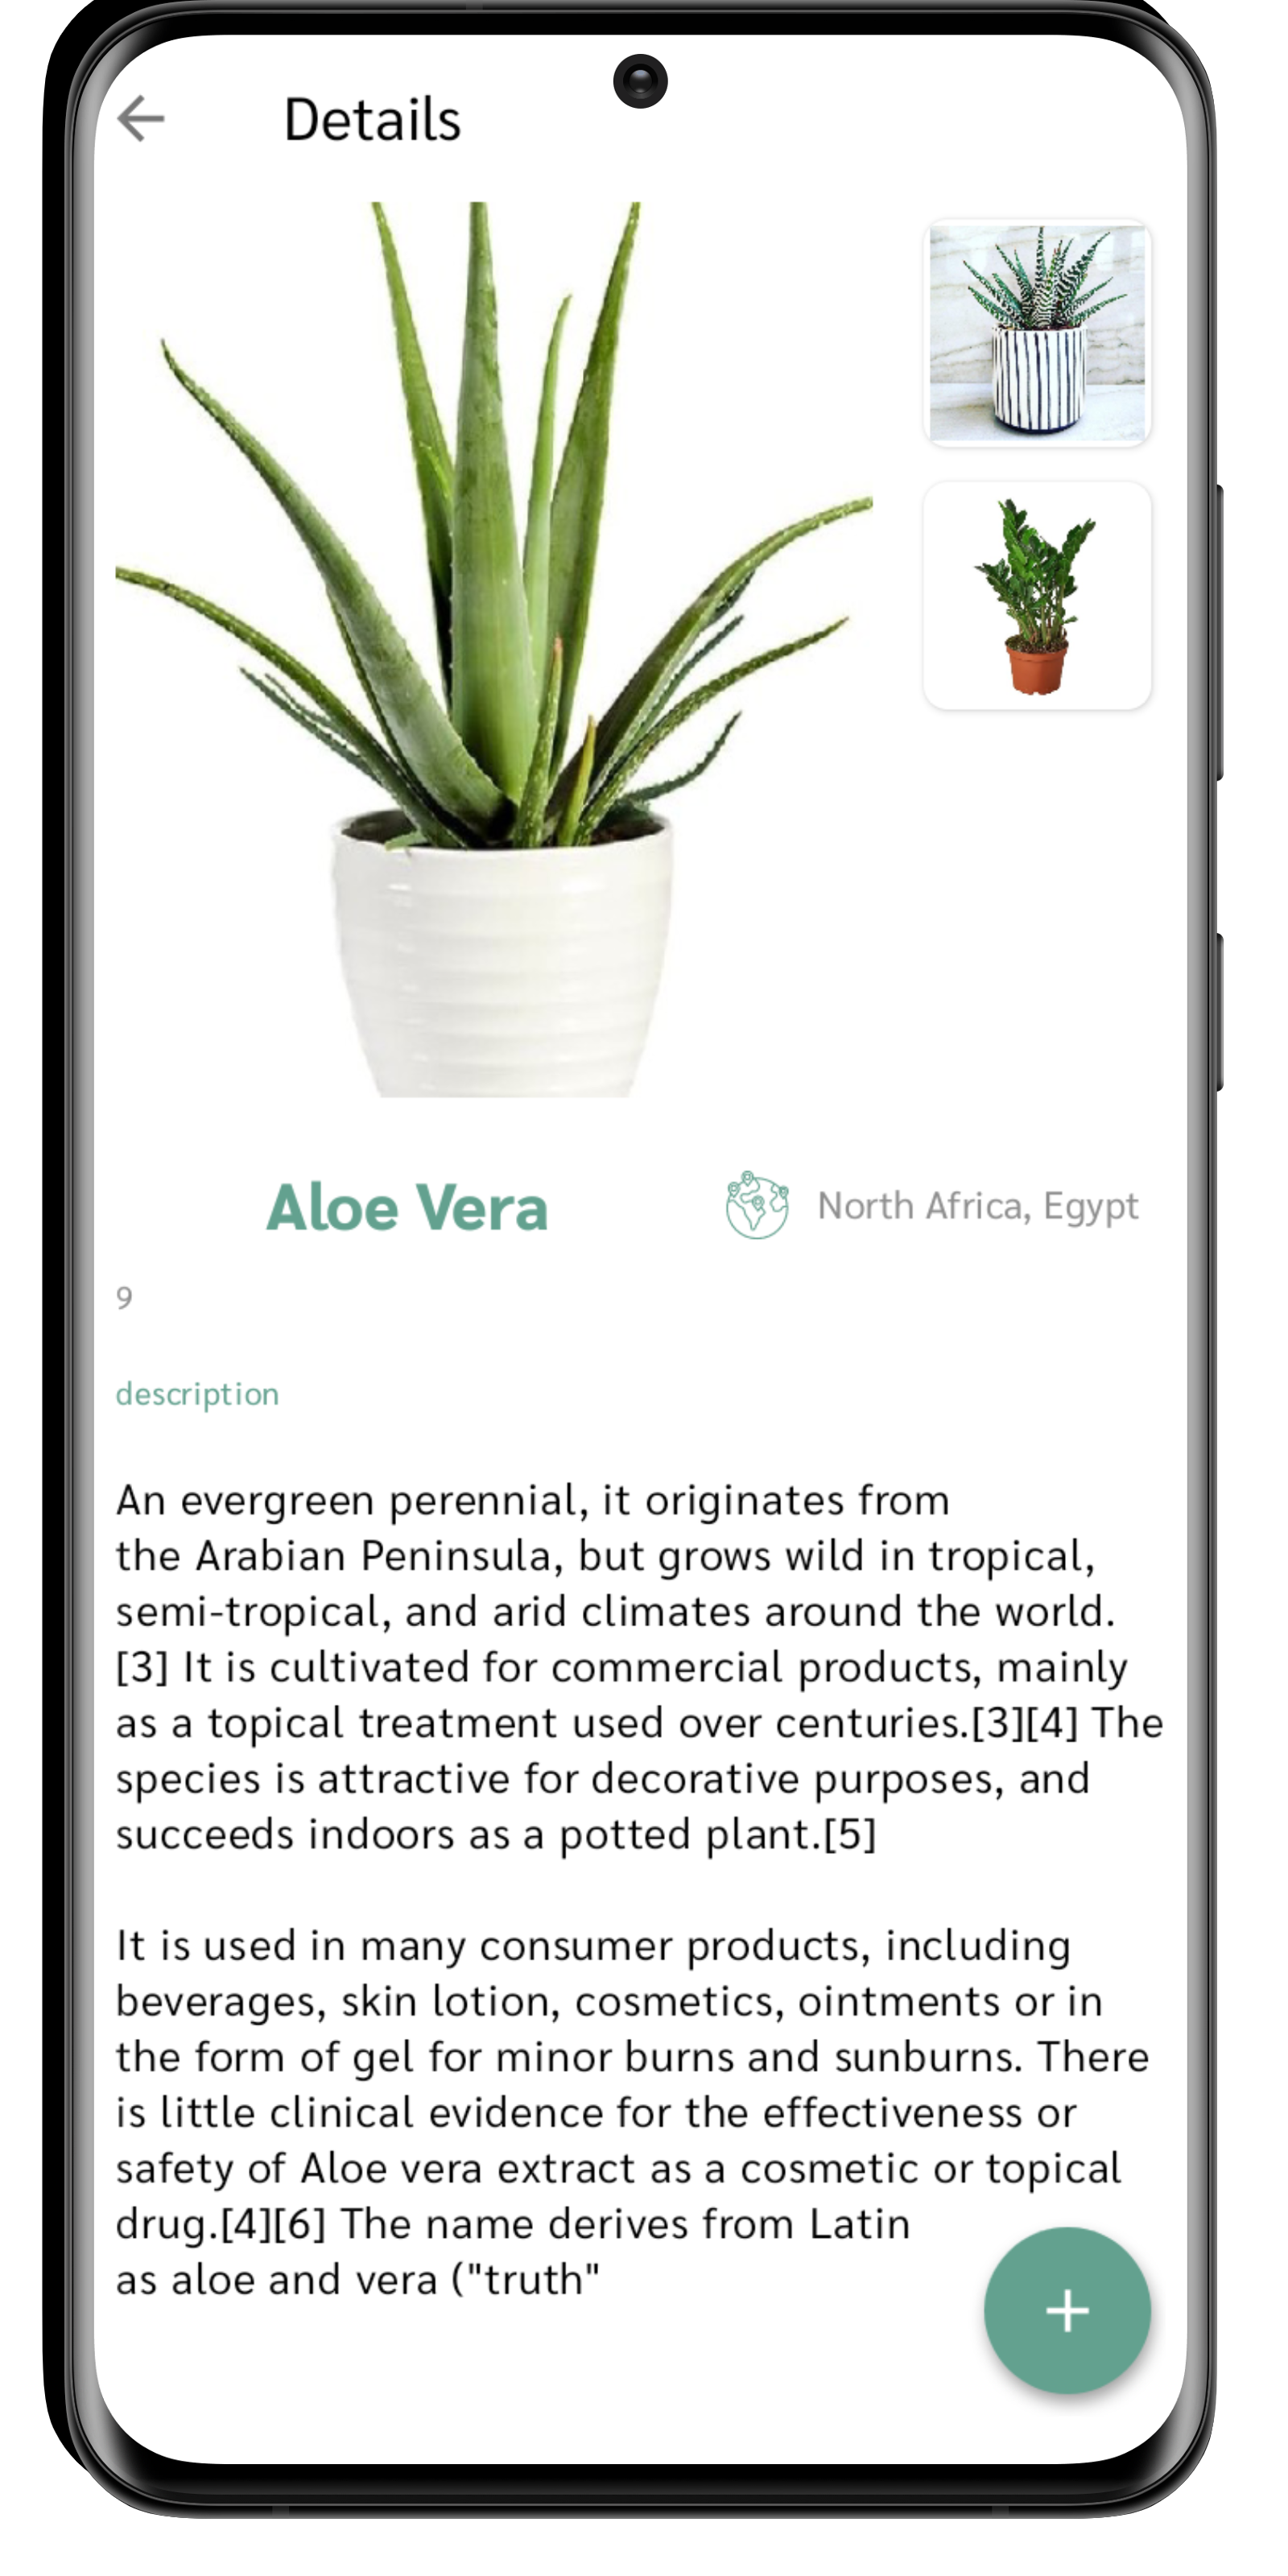 Details
Aloe Vera
North Africa, Egypt
9
description
An evergreen perennial, it originates from
the Arabian Peninsula, but grows wild in tropical,
semi-tropical, and arid climates around the world.
[3] It is cultivated for commercial products, mainly
as a topical treatment used over centuries.[3][4] The
species is attractive for decorative purposes, and
succeeds indoors as a potted plant.[5]
It is used in many consumer products, including
beverages, skin lotion, cosmetics, ointments or in
the form of gel for minor burns and sunburns. There
is little clinical evidence for the effectiveness or
safety of Aloe vera extract as a cosmetic or topical
drug.[4][6] The name derives from Latin
as aloe and vera ("truth"
+